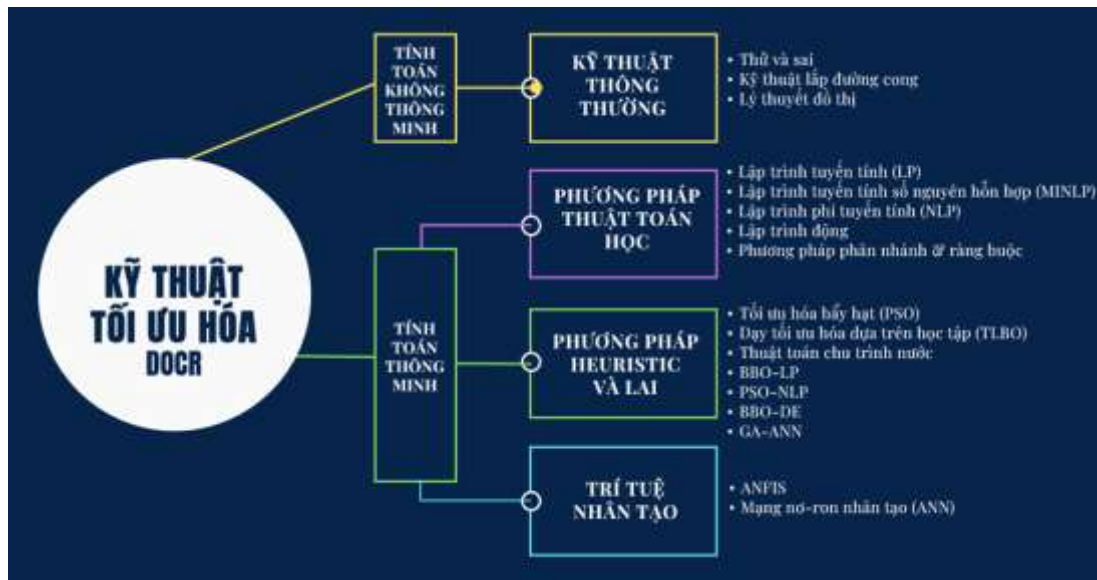 KỸ THUẬT
TỐI ƯU HÓA
DOCR
TÍNH
TOÁN
KHÔNG
THÔNG
MINH
KỸ THUẬT
THÔNG
THƯỜNG
• Thử và sai
• Kỹ thuật lắp đường cong
• Lý thuyết đồ thị
TÍNH
TOÁN
THÔNG
MINH
PHƯƠNG PHÁP
THUẬT TOÁN
HỌC
• Lập trình tuyến tính (LP)
• Lập trình tuyến tính số nguyên hỗn hợp (MINLP)
• Lập trình phi tuyến tính (NLP)
• Lập trình động
• Phương pháp phân nhánh & ràng buộc
PHƯƠNG PHÁP
HEURISTIC
VÀ LAI
• Tối ưu hóa bầy hạt (PSO)
• Dạy tối ưu hóa dựa trên học tập (TLBO)
• Thuật toán chu trình nước
• BBO-LP
• PSO-NLP
• BBO-DE
• GA-ANN
TRÍ TUỆ
NHÂN TẠO
• ANFIS
• Mạng nơ-ron nhân tạo (ANN)